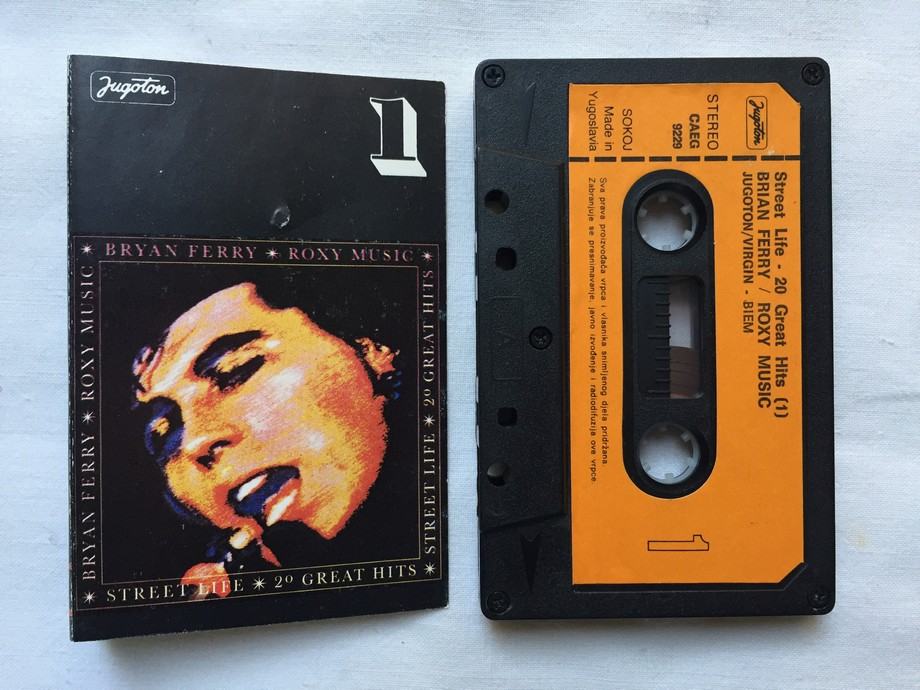 Jugoton
1
BRYAN FERRY ✷ ROXY MUSIC
BRYAN FERRY ✷ ROXY MUSIC
STREET LIFE ✷ 20 GREAT HITS
STREET LIFE ✷ 20 GREAT HITS
Jugoton
STEREO
CAEG
9229
SOKOJ
Made in
Yugoslavia
Street Life - 20 Great Hits (1)
BRIAN FERRY / ROXY MUSIC
JUGOTON/VIRGIN - BIEM
Sva prava proizvođača vrpca i vlasnika snimljenog djela pridržana.
Zabranjuje se presnimavanje, javno izvođenje i radiodifuzija ove vrpce.
1